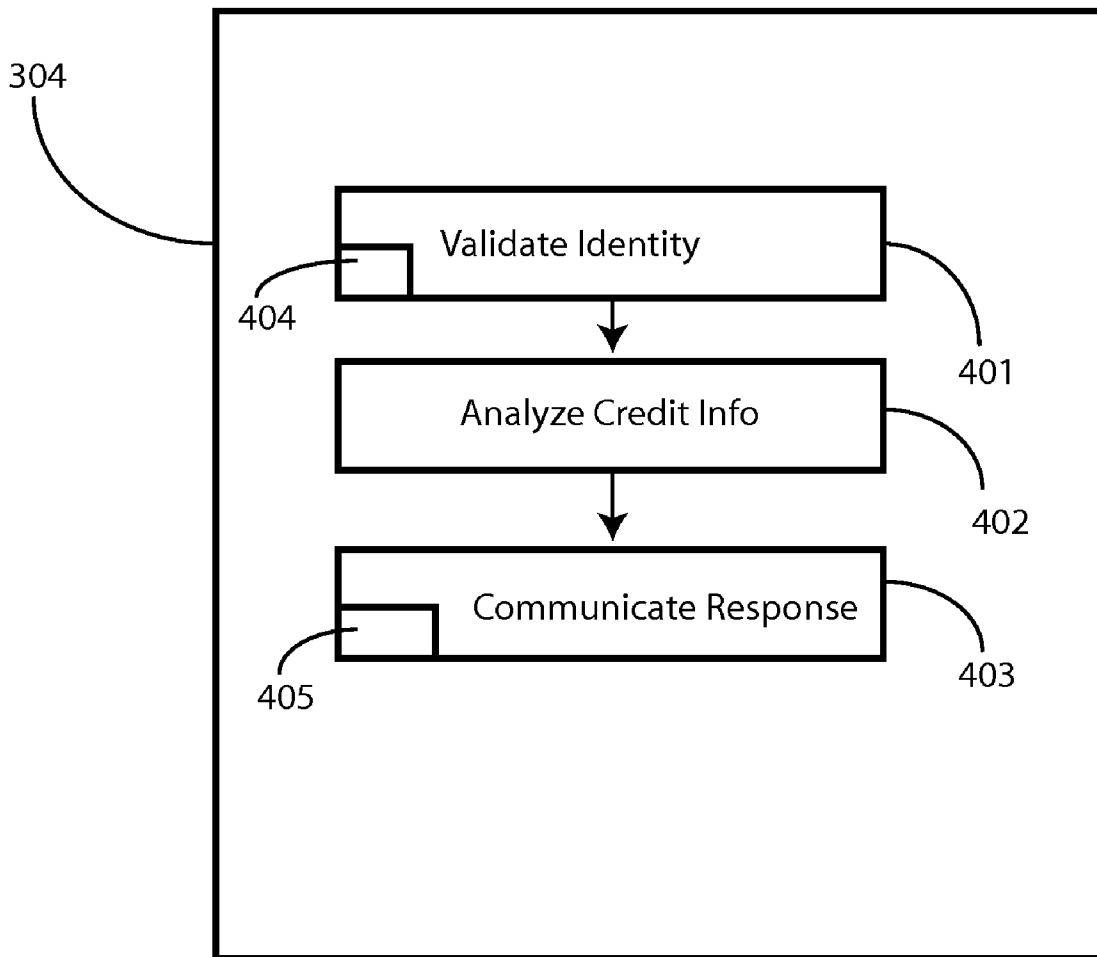 304
Validate Identity
404
401
Analyze Credit Info
402
Communicate Response
405
403